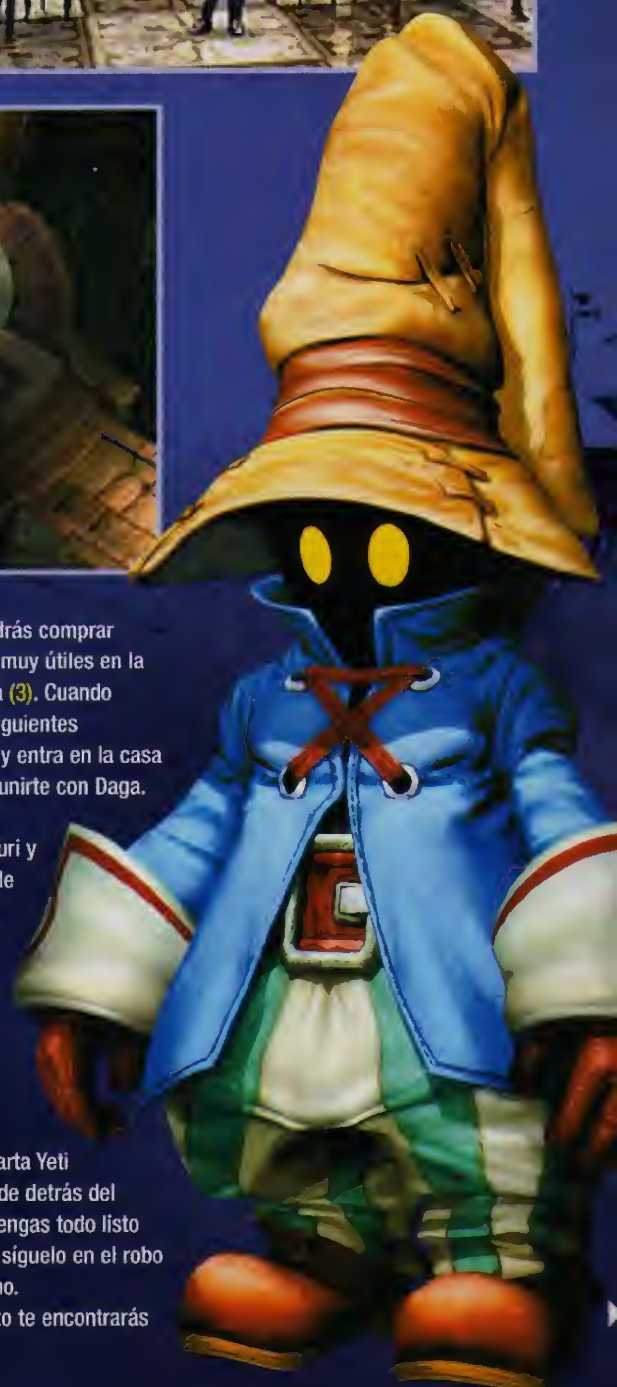 drás comprar
muy útiles en la
(3). Cuando
guientes
y entra en la casa
unirte con Daga.
uri y
de
arta Yeti
de detrás del
engas todo listo
síguelo en el robo
no.
to te encontrarás